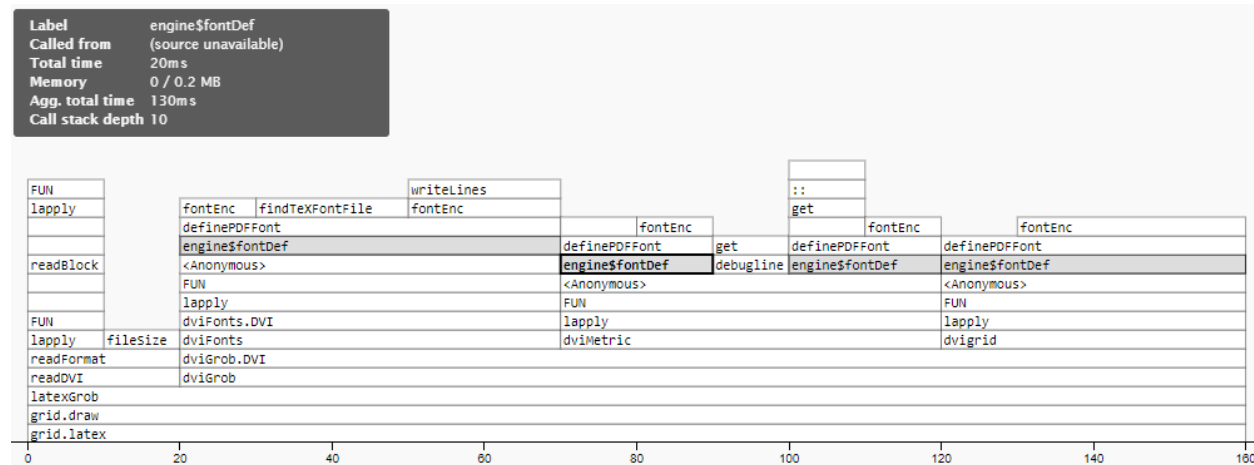 Label engine$fontDef
Called from (source unavailable)
Total time 20ms
Memory 0 / 0.2 MB
Agg. total time 130ms
Call stack depth 10
FUN writeLines ::
lapply fontEnc findTeXFontFile fontEnc get
definePDFFont fontEnc fontEnc fontEnc
engine$fontDef definePDFFont get definePDFFont definePDFFont
readBlock <Anonymous> engine$fontDef debugline engine$fontDef engine$fontDef
FUN <Anonymous> <Anonymous>
lapply FUN FUN
FUN dviFonts.DVI lapply lapply
lapply fileSize dviFonts dviMetric dvigrid
readFormat dviGrob.DVI
readDVI dviGrob
latexGrob
grid.draw
grid.latex
0 20 40 60 80 100 120 140 160